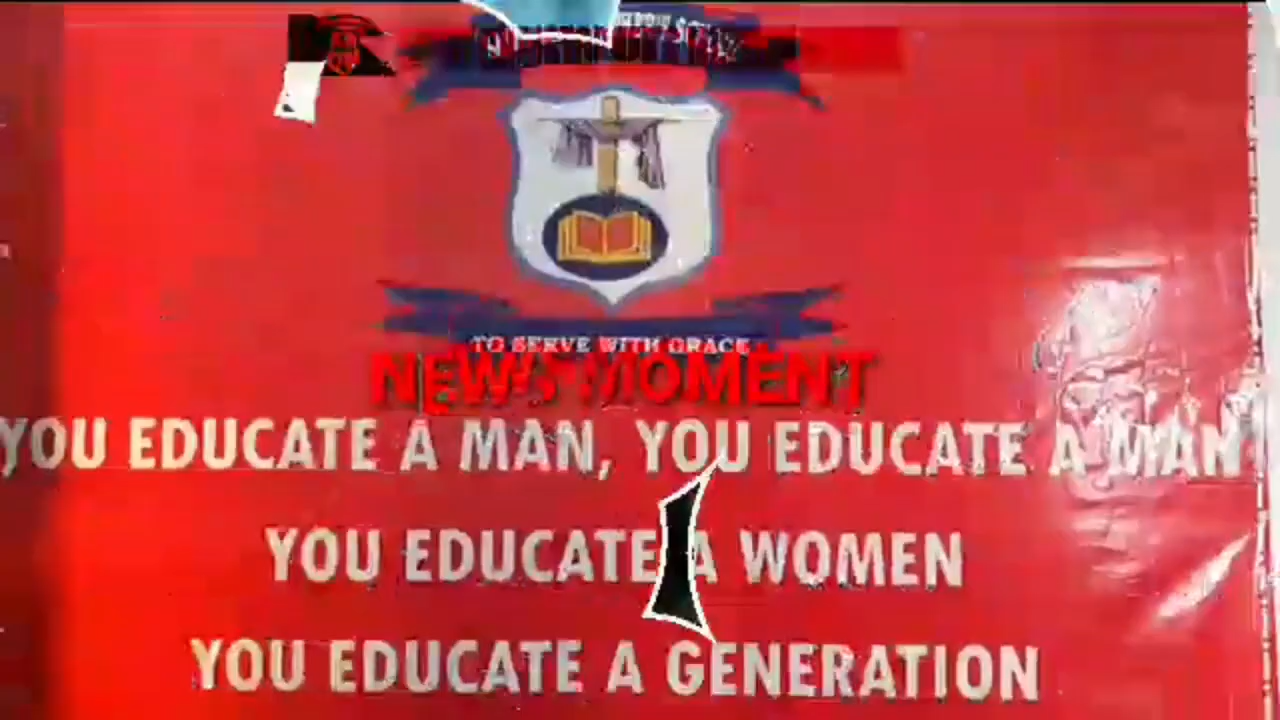 TO SERVE WITH GRACE
NEWS MOMENT
YOU EDUCATE A MAN, YOU EDUCATE A MAN
YOU EDUCATE A WOMEN
YOU EDUCATE A GENERATION